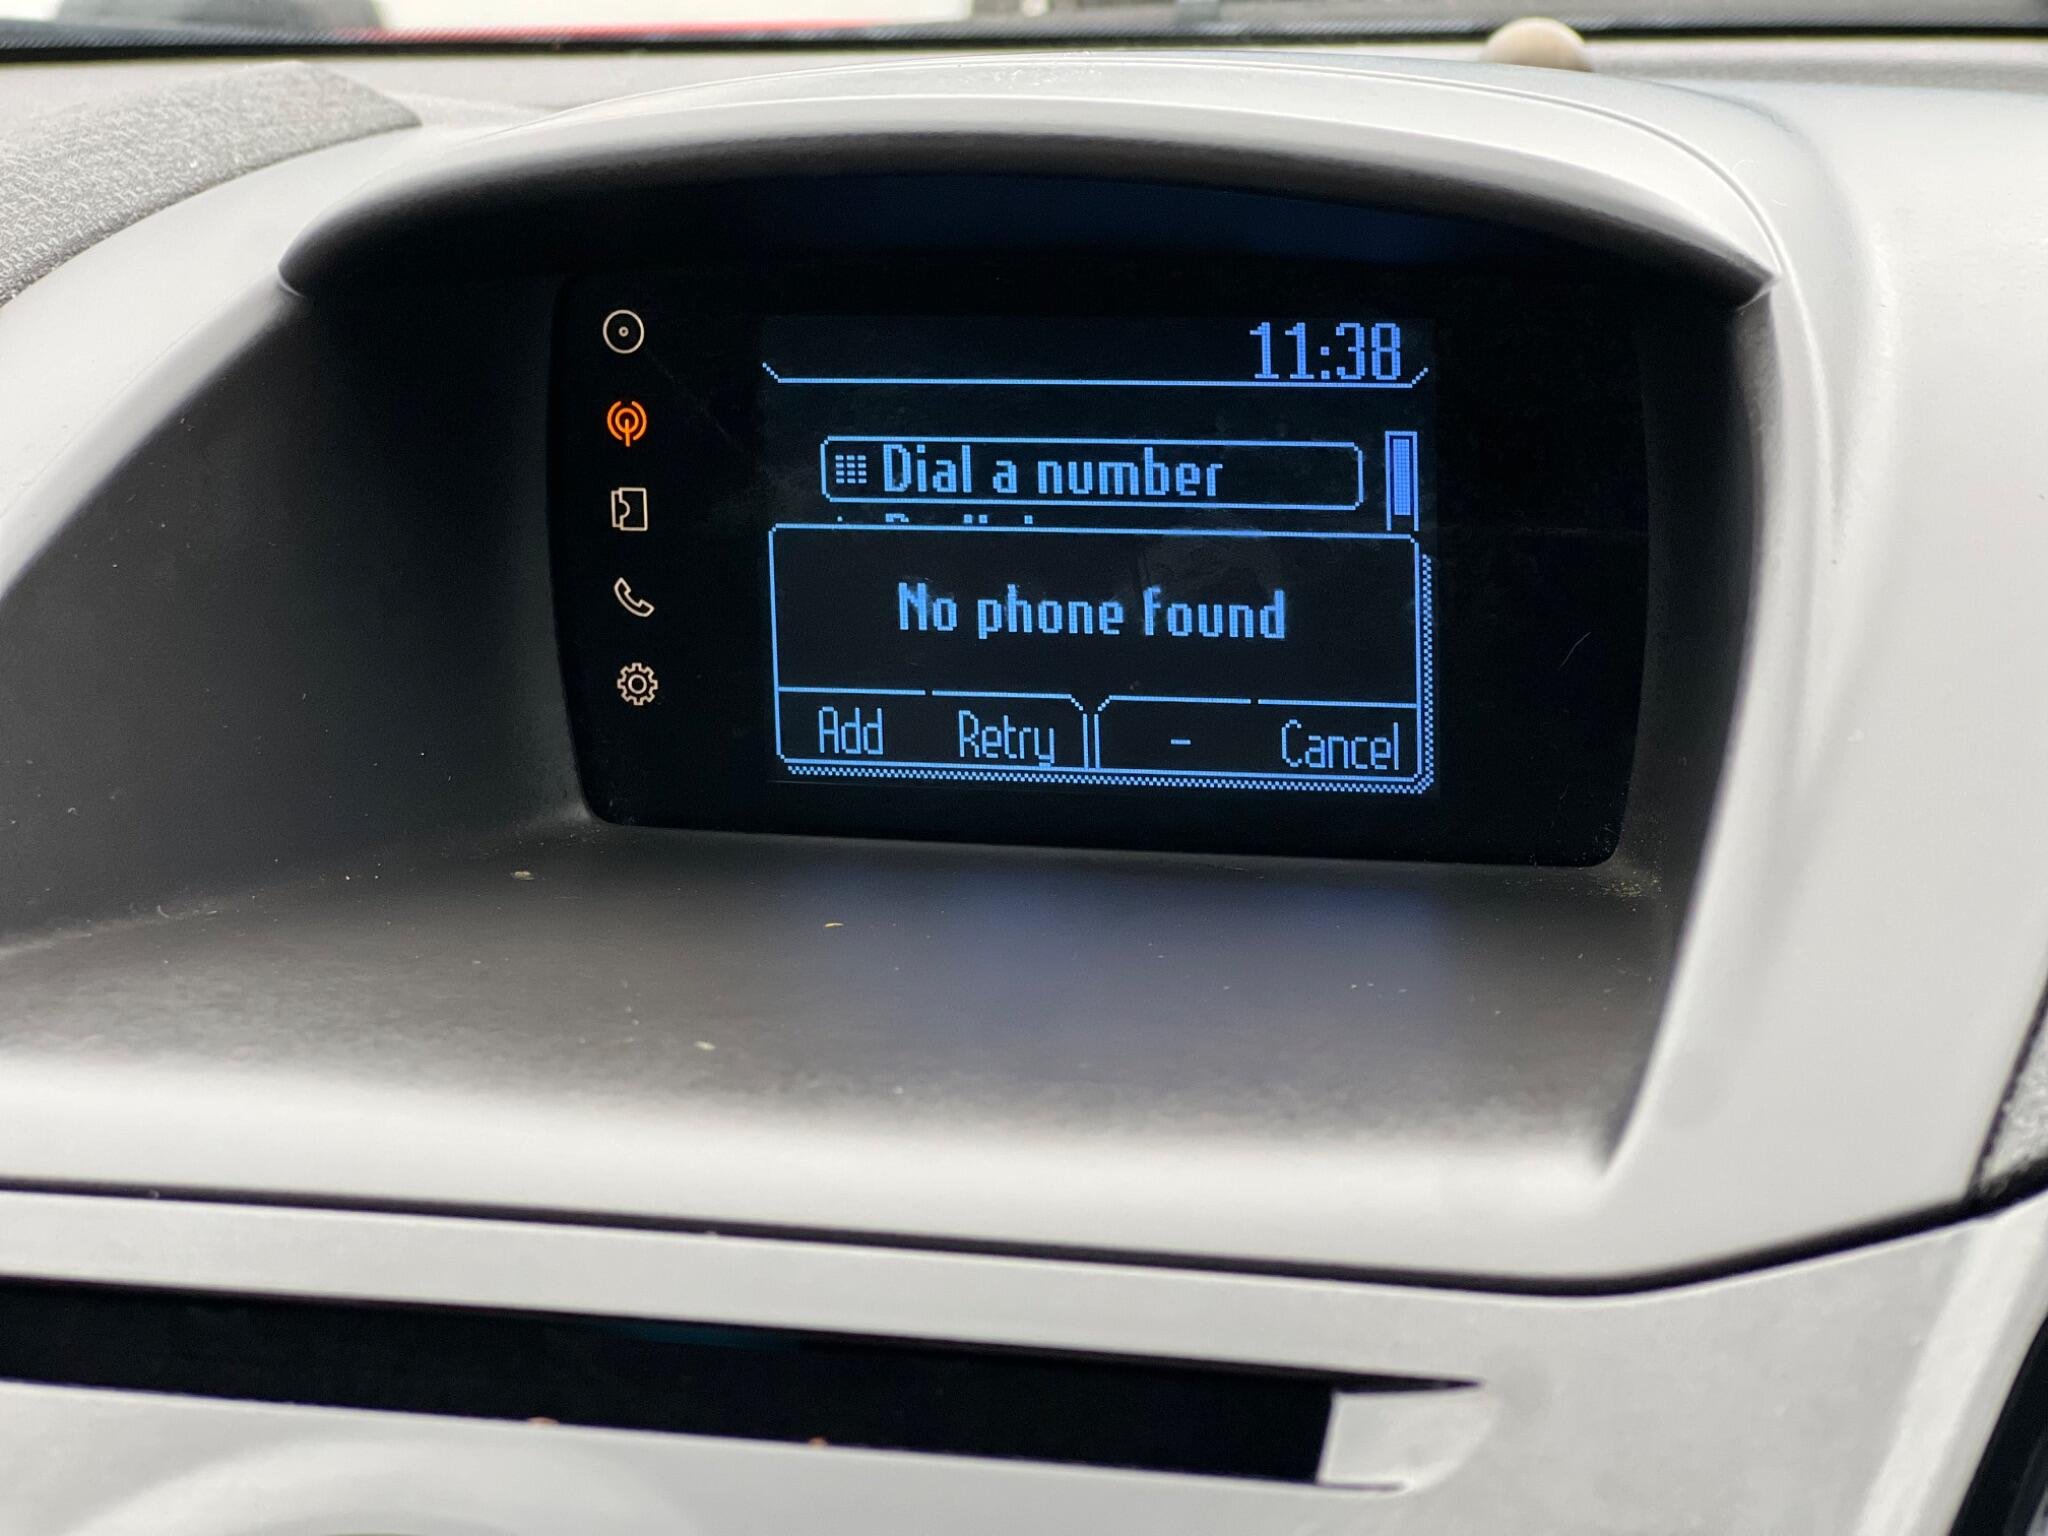 11:38
Dial a number
No phone found
Add Retry - Cancel